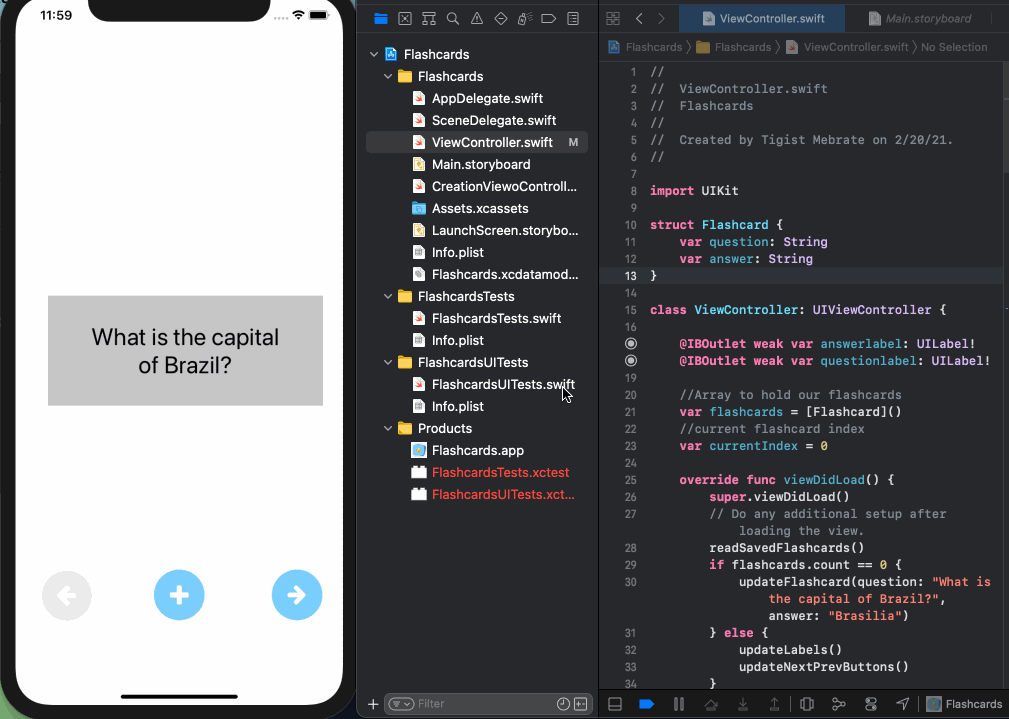 11:59
What is the capital
of Brazil?
Flashcards
Flashcards
AppDelegate.swift
SceneDelegate.swift
ViewController.swift M
Main.storyboard
CreationViewoControll...
Assets.xcassets
LaunchScreen.storybo...
Info.plist
Flashcards.xcdatamod...
FlashcardsTests
FlashcardsTests.swift
Info.plist
FlashcardsUITests
FlashcardsUITests.swift
Info.plist
Products
Flashcards.app
FlashcardsTests.xctest
FlashcardsUITests.xct...
Filter
ViewController.swift
Main.storyboard
Flashcards Flashcards ViewController.swift No Selection
1 //
2 //  ViewController.swift
3 //  Flashcards
4 //
5 //  Created by Tigist Mebrate on 2/20/21.
6 //
7
8 import UIKit
9
10 struct Flashcard {
11     var question: String
12     var answer: String
13 }
14
15 class ViewController: UIViewController {
16
@IBOutlet weak var answerlabel: UILabel!
@IBOutlet weak var questionlabel: UILabel!
19
20     //Array to hold our flashcards
21     var flashcards = [Flashcard]()
22     //current flashcard index
23     var currentIndex = 0
24
25     override func viewDidLoad() {
26         super.viewDidLoad()
27         // Do any additional setup after
loading the view.
28         readSavedFlashcards()
29         if flashcards.count == 0 {
30             updateFlashcard(question: "What is
the capital of Brazil?",
answer: "Brasilia")
31         } else {
32             updateLabels()
33             updateNextPrevButtons()
34         }
Flashcards